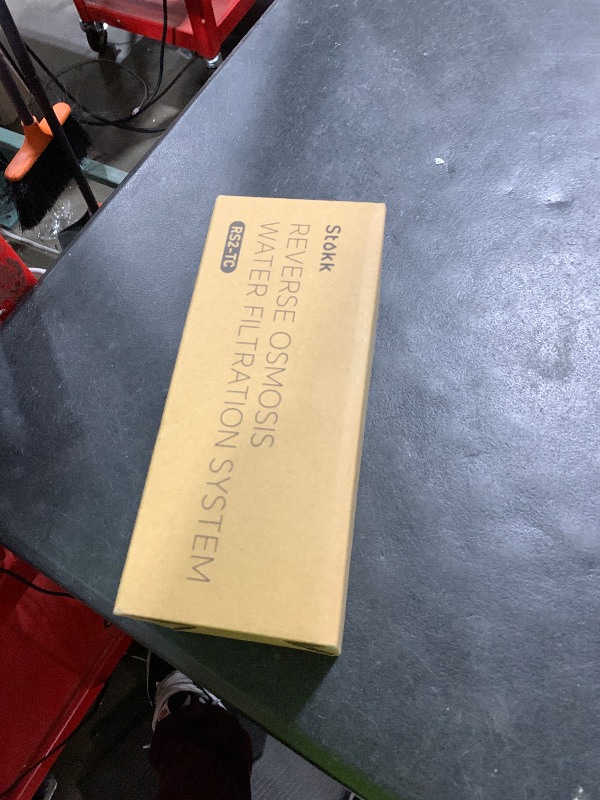 Stokk
REVERSE OSMOSIS
WATER FILTRATION SYSTEM
RS2-TC